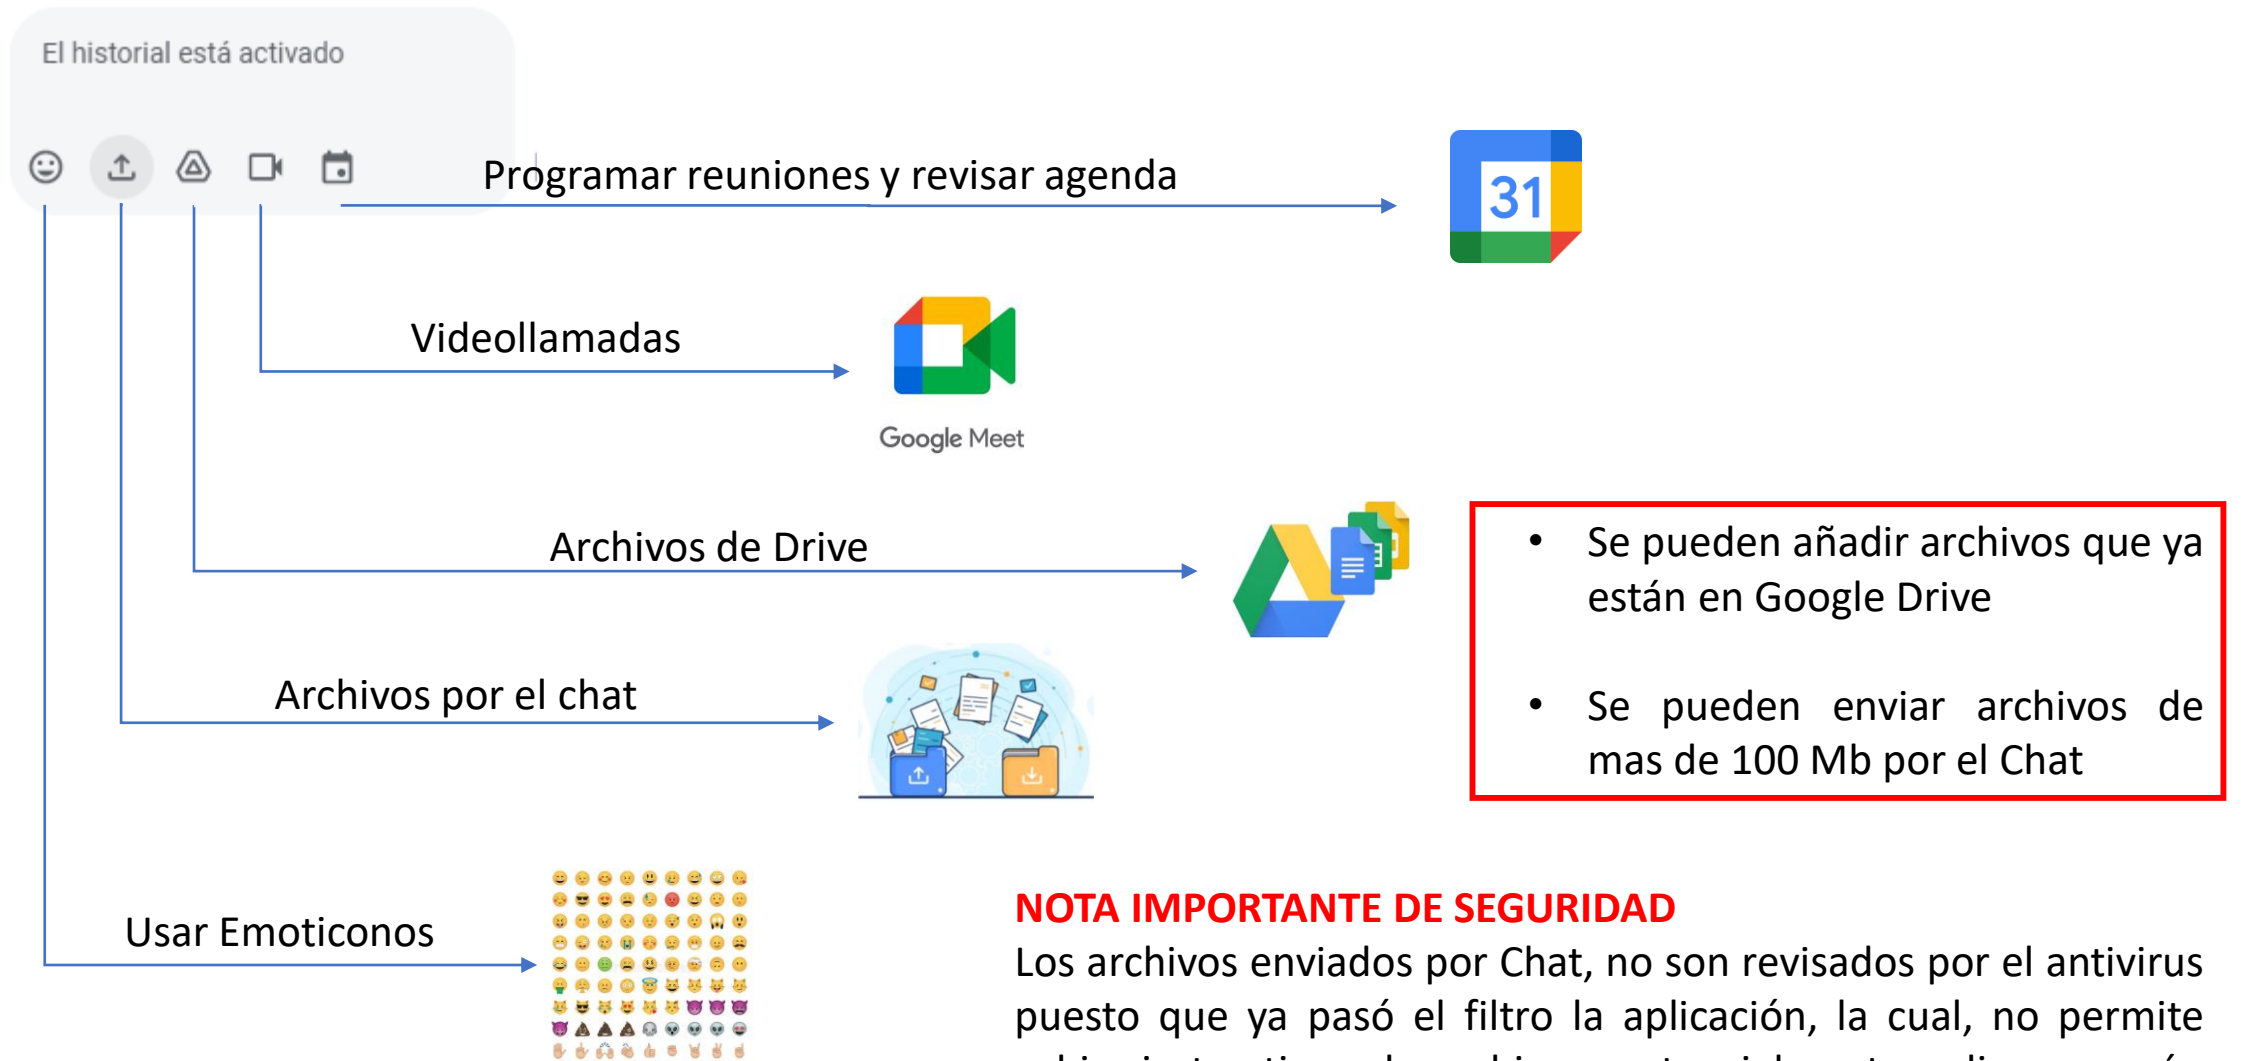 El historial está activado
Programar reuniones y revisar agenda
31
Videollamadas
Google Meet
Archivos de Drive
• Se pueden añadir archivos que ya
están en Google Drive
• Se pueden enviar archivos de
mas de 100 Mb por el Chat
Archivos por el chat
Usar Emoticonos
NOTA IMPORTANTE DE SEGURIDAD
Los archivos enviados por Chat, no son revisados por el antivirus
puesto que ya pasó el filtro la aplicación, la cual, no permite